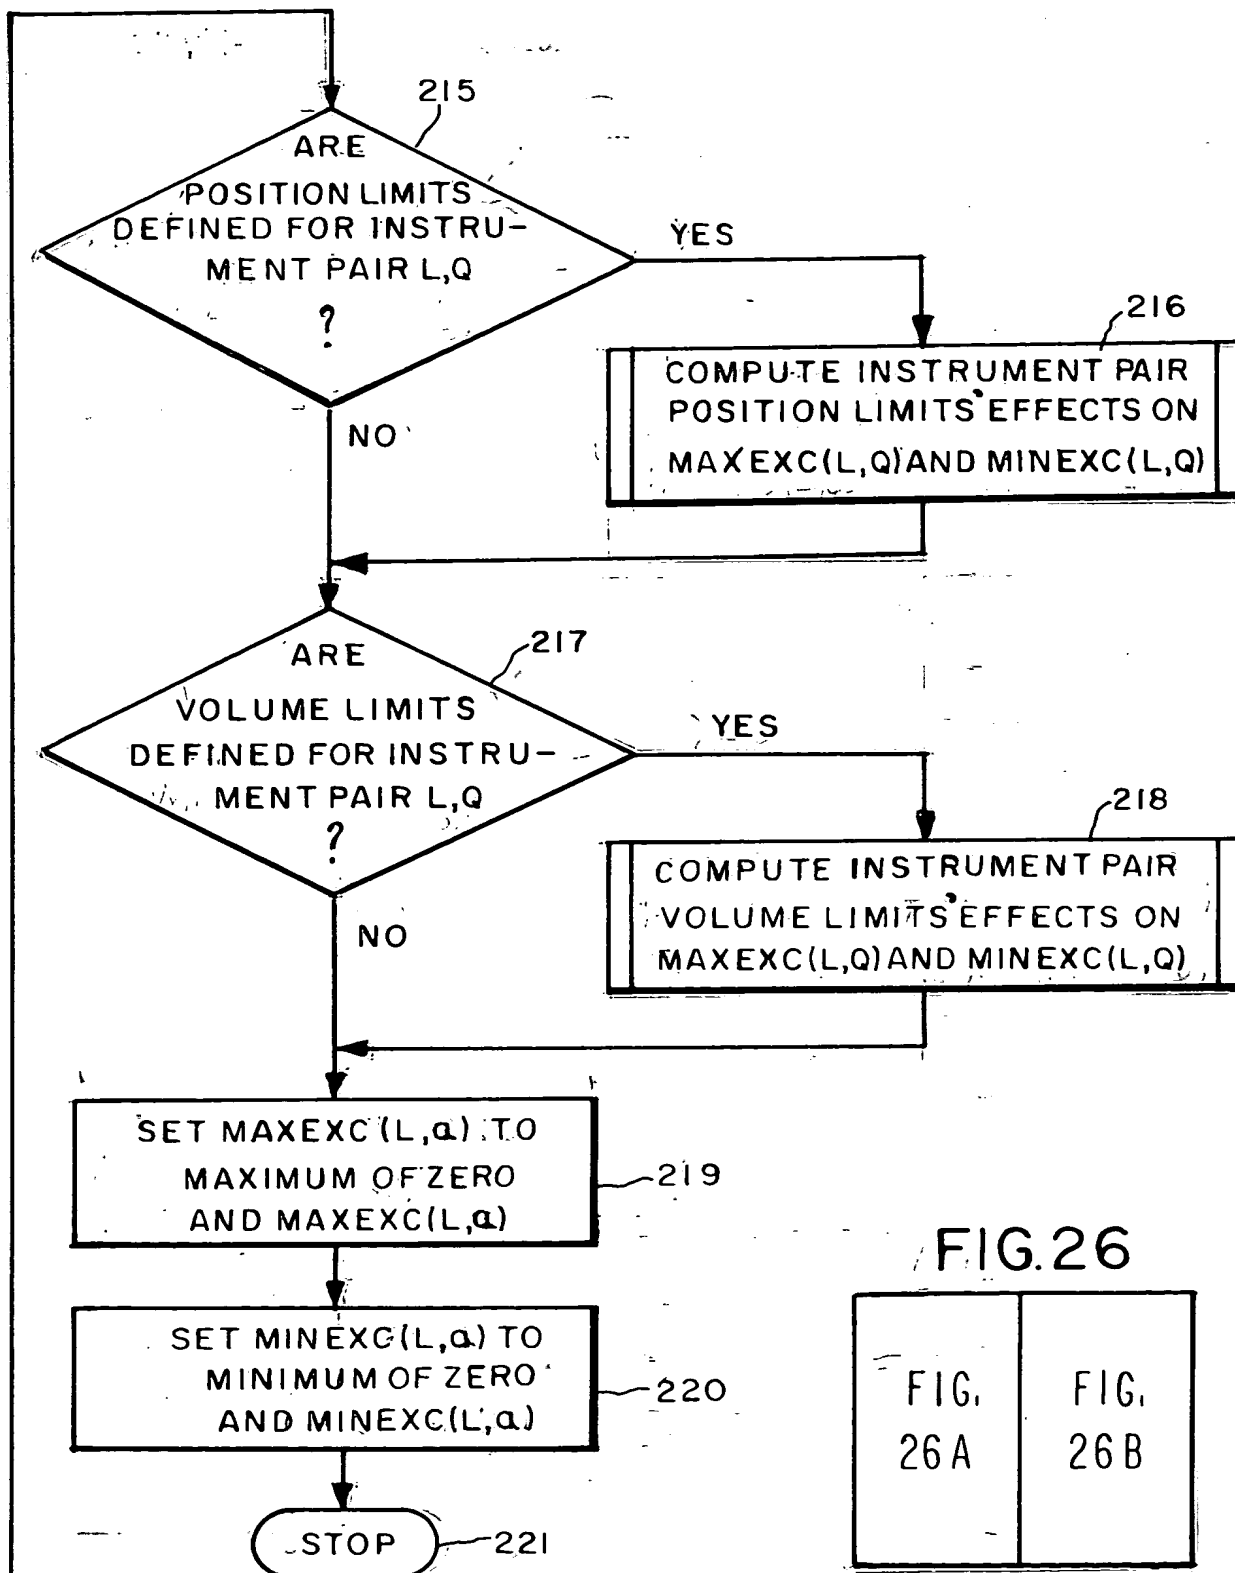 215
ARE
POSITION LIMITS
DEFINED FOR INSTRU-
MENT PAIR L,Q
?
YES
NO
216
COMPUTE INSTRUMENT PAIR
POSITION LIMITS' EFFECTS ON
MAXEXC(L,Q) AND MINEXC(L,Q)
217
ARE
VOLUME LIMITS
DEFINED FOR INSTRU-
MENT PAIR L,Q
?
YES
NO
218
COMPUTE INSTRUMENT PAIR
VOLUME LIMITS' EFFECTS ON
MAXEXC(L,Q) AND MINEXC(L,Q)
SET MAXEXC (L,Q) TO
MAXIMUM OF ZERO
AND MAXEXC(L,Q)
219
SET MINEXC(L,Q) TO
MINIMUM OF ZERO
AND MINEXC(L,Q)
220
STOP
221
FIG.26
FIG.
26A
FIG.
26B